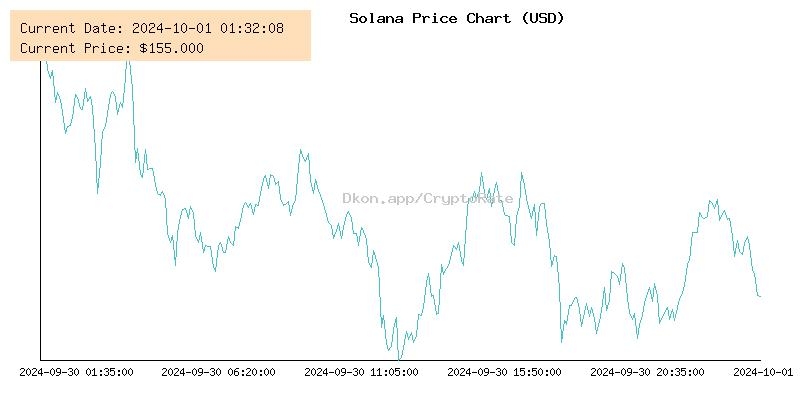 Solana Price Chart (USD)
Current Date: 2024-10-01 01:32:08
Current Price: $155.000
Dkon.app/CryptoRate
2024-09-30 01:35:00 2024-09-30 06:20:00 2024-09-30 11:05:00 2024-09-30 15:50:00 2024-09-30 20:35:00 2024-10-01